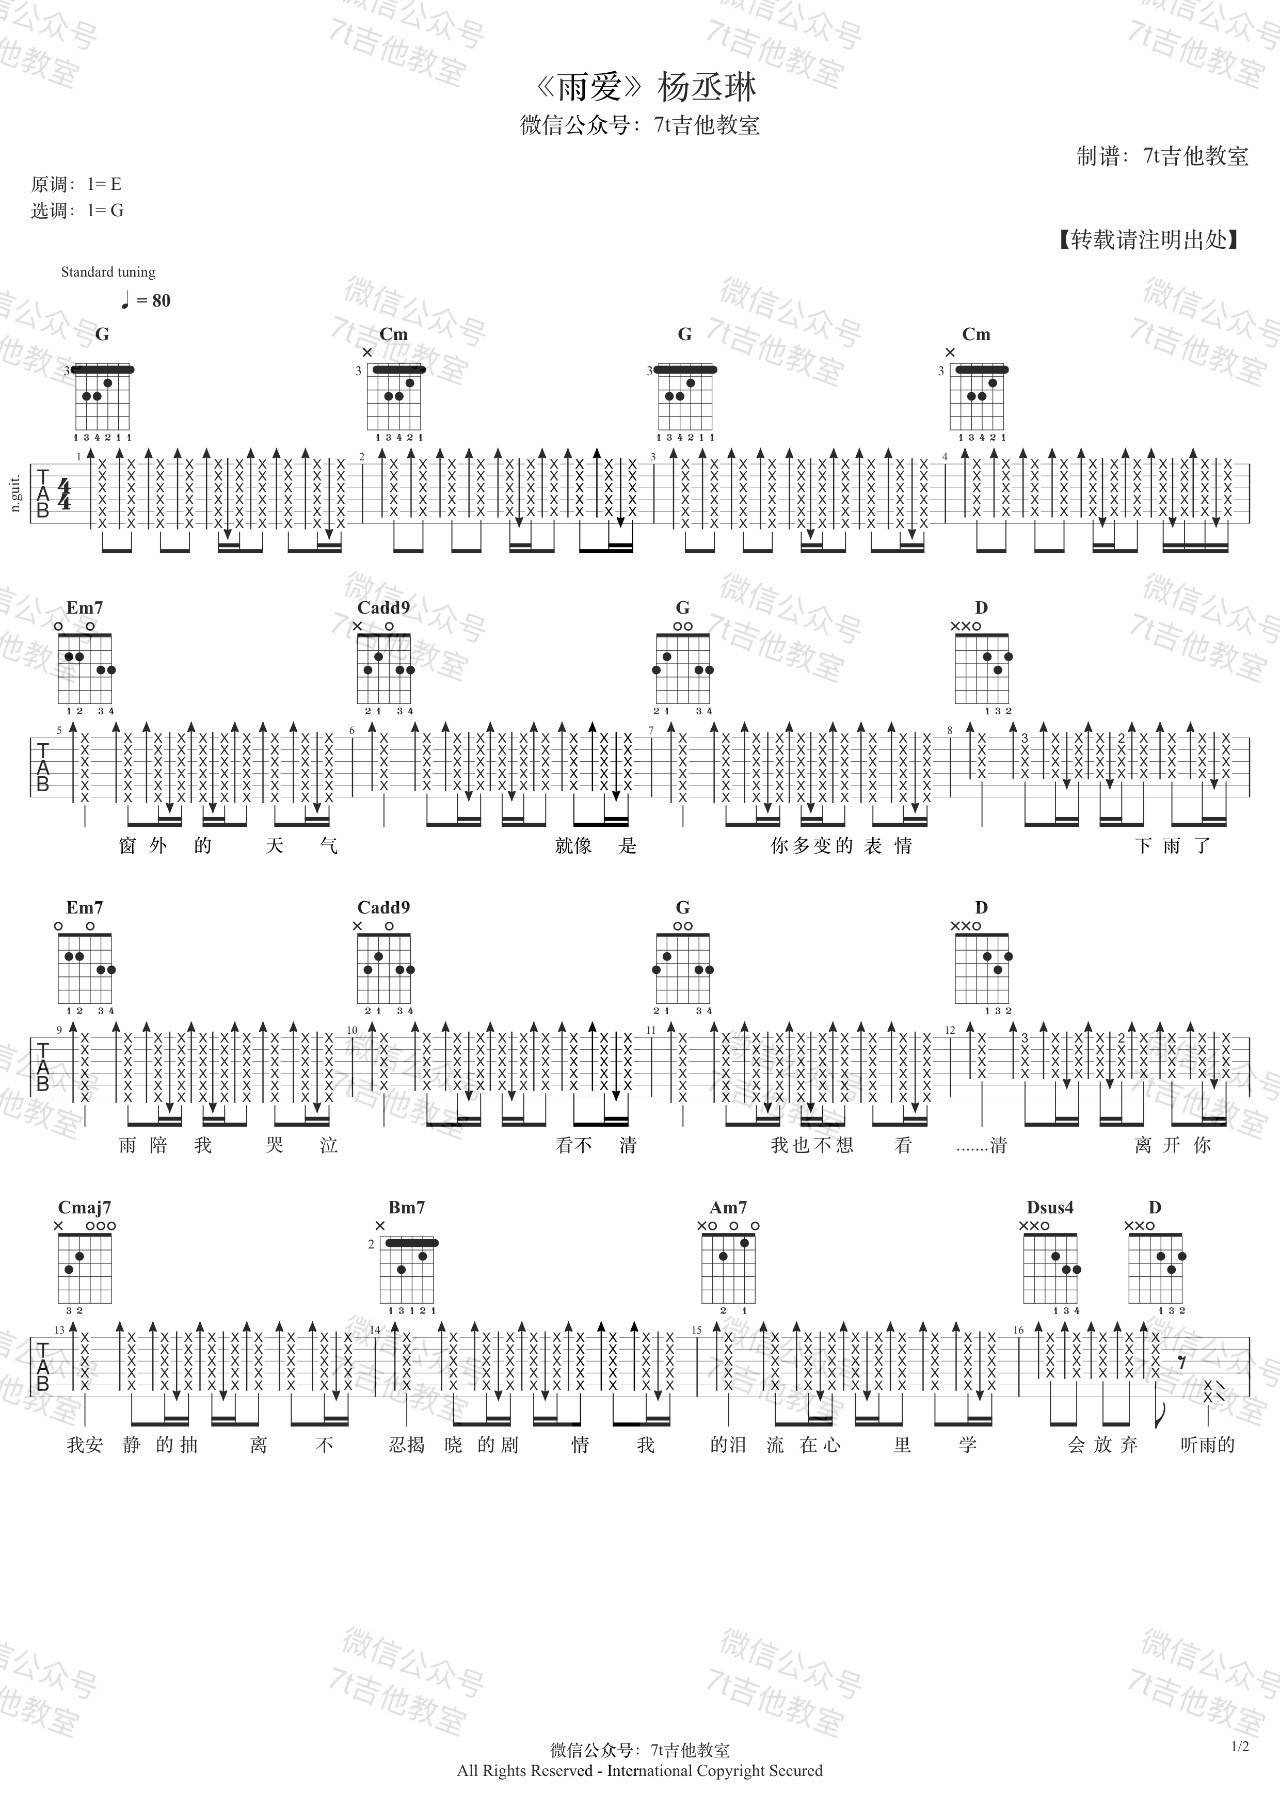 《雨爱》杨丞琳
微信公众号：7t吉他教室
制谱：7t吉他教室
原调：1= E
选调：1= G
【转载请注明出处】
Standard tuning
♩ = 80
G Cm G Cm
Em7 Cadd9 G D
窗 外 的 天 气 就像 是 你 多 变 的 表 情 下 雨 了
Em7 Cadd9 G D
雨 陪 我 哭 泣 看不 清 我 也 不 想 看 .......清 离 开 你
Cmaj7 Bm7 Am7 Dsus4 D
我安 静 的 抽 离 不 忍揭 晓 的 剧 情 我 的泪 流 在 心 里 学 会 放 弃 听雨的
微信公众号：7t吉他教室
All Rights Reserved - International Copyright Secured
1/2